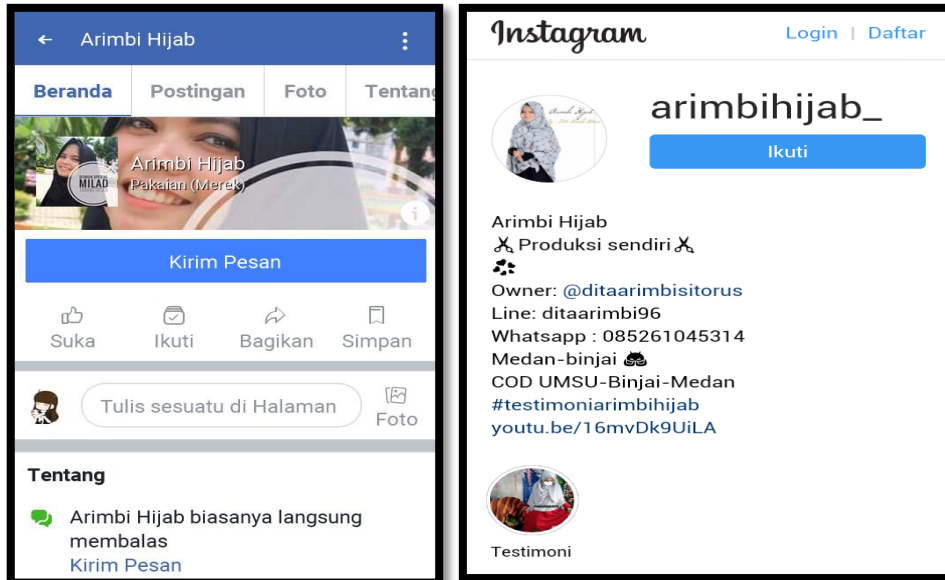 Arimbi Hijab
Beranda Postingan Foto Tentang
Arimbi Hijab
Pakaian (Merek)
MILAD
Kirim Pesan
Suka Ikuti Bagikan Simpan
Tulis sesuatu di Halaman
Foto
Tentang
Arimbi Hijab biasanya langsung
membalas
Kirim Pesan
Instagram
Login | Daftar
arimbihijab_
Ikuti
Arimbi Hijab
Produksi sendiri
Owner: @ditaarimbisitorus
Line: ditaarimbi96
Whatsapp : 085261045314
Medan-binjai
COD UMSU-Binjai-Medan
#testimoniarimbihijab
youtu.be/16mvDk9UiLA
Testimoni